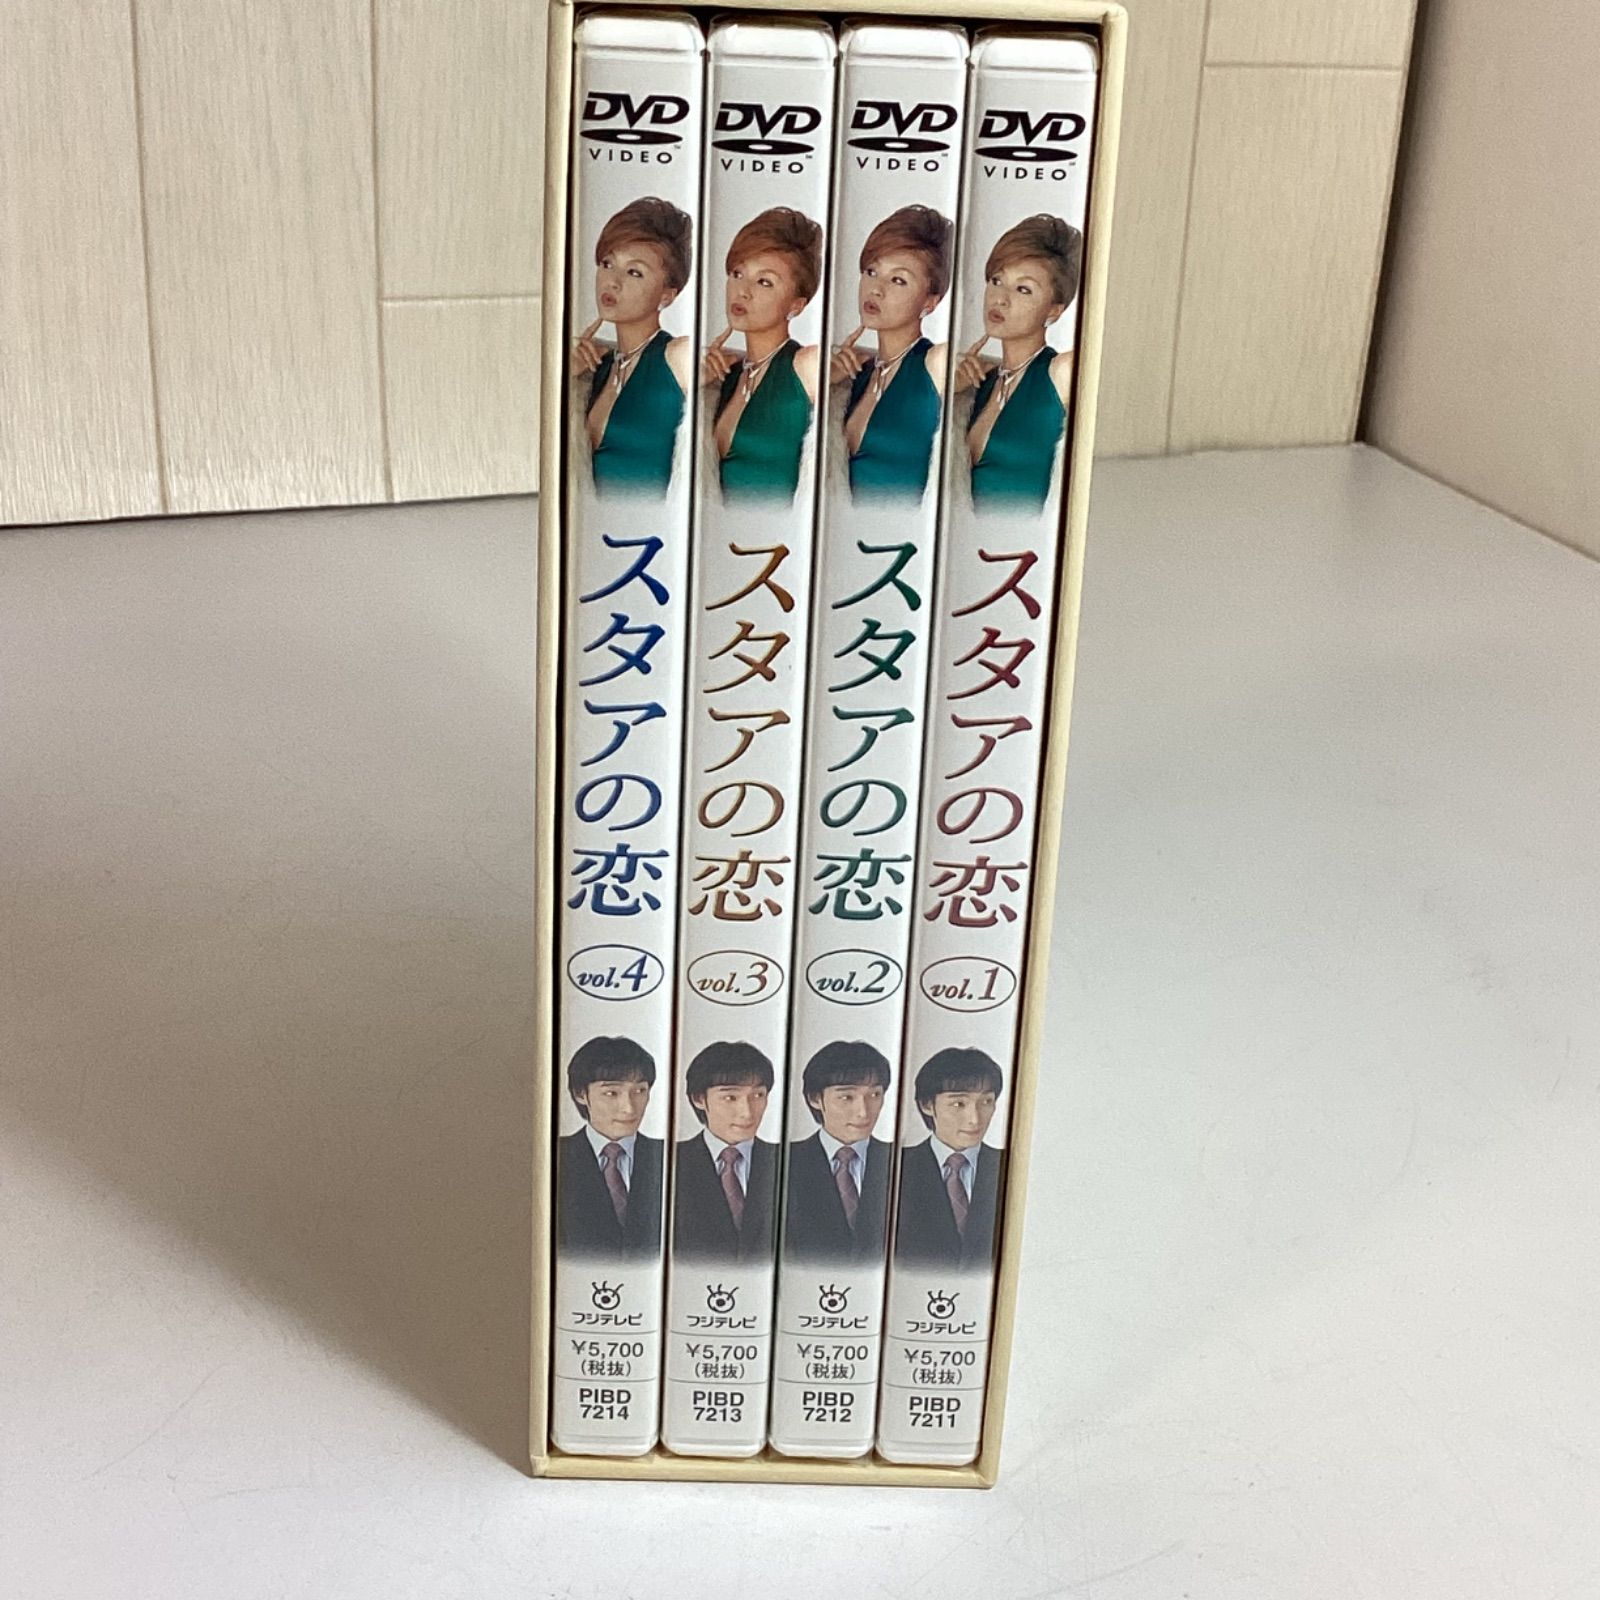 DVD
VIDEO™
スタアの恋
vol.4
フジテレビ
¥5,700
(税抜)
PIBD
7214
DVD
VIDEO™
スタアの恋
vol.3
フジテレビ
¥5,700
(税抜)
PIBD
7213
DVD
VIDEO™
スタアの恋
vol.2
フジテレビ
¥5,700
(税抜)
PIBD
7212
DVD
VIDEO™
スタアの恋
vol.1
フジテレビ
¥5,700
(税抜)
PIBD
7211